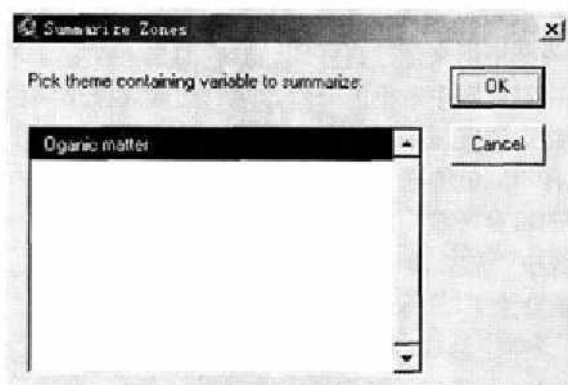 Summarize Zones
Pick theme containing variable to summarize:
OK
Oganic matter
Cancel